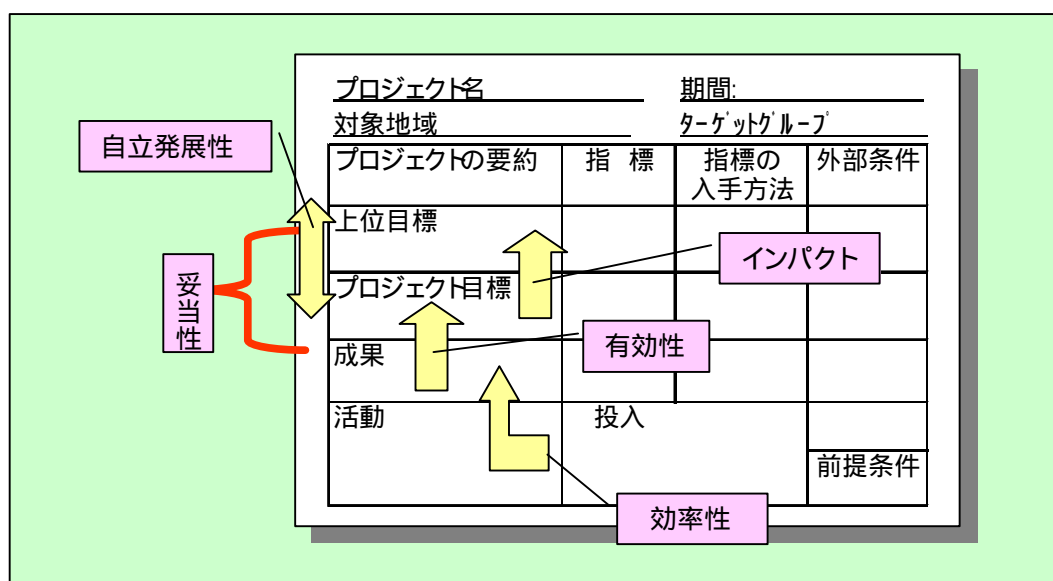 プロジェクト名
期間:
対象地域
ﾀｰｹﾞｯﾄｸﾞﾙｰﾌﾟ
自立発展性
プロジェクトの要約
指 標
指標の
入手方法
外部条件
上位目標
インパクト
妥当性
プロジェクト目標
有効性
成果
活動
投入
前提条件
効率性